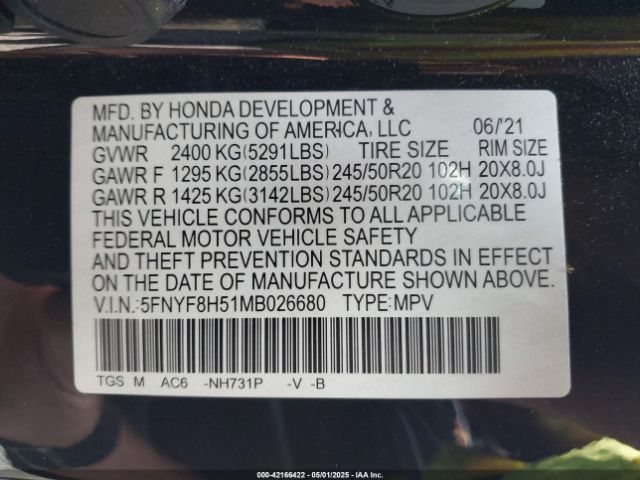 MFD. BY HONDA DEVELOPMENT &
MANUFACTURING OF AMERICA, LLC 06/'21
GVWR 2400 KG(5291LBS) TIRE SIZE RIM SIZE
GAWR F 1295 KG(2855LBS) 245/50R20 102H 20X8.0J
GAWR R 1425 KG(3142LBS) 245/50R20 102H 20X8.0J
THIS VEHICLE CONFORMS TO ALL APPLICABLE
FEDERAL MOTOR VEHICLE SAFETY
AND THEFT PREVENTION STANDARDS IN EFFECT
ON THE DATE OF MANUFACTURE SHOWN ABOVE.
V.I.N.:5FNYF8H51MB026680 TYPE:MPV
TGS M AC6 -NH731P -V -B
000-42166422 - 05/01/2025 - IAA Inc.